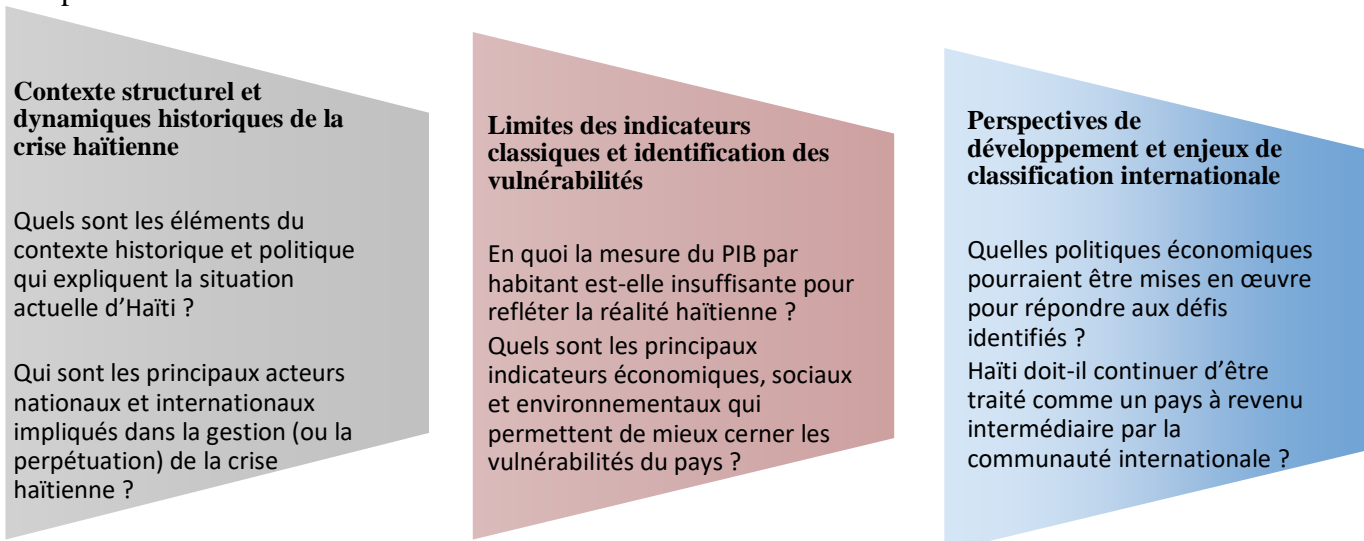 Contexte structurel et
dynamiques historiques de la
crise haïtienne
Quels sont les éléments du
contexte historique et politique
qui expliquent la situation
actuelle d’Haïti ?
Qui sont les principaux acteurs
nationaux et internationaux
impliqués dans la gestion (ou la
perpétuation) de la crise
haïtienne ?
Limites des indicateurs
classiques et identification des
vulnérabilités
En quoi la mesure du PIB par
habitant est-elle insuffisante pour
refléter la réalité haïtienne ?
Quels sont les principaux
indicateurs économiques, sociaux
et environnementaux qui
permettent de mieux cerner les
vulnérabilités du pays ?
Perspectives de
développement et enjeux de
classification internationale
Quelles politiques économiques
pourraient être mises en œuvre
pour répondre aux défis
identifiés ?
Haïti doit-il continuer d’être
traité comme un pays à revenu
intermédiaire par la
communauté internationale ?